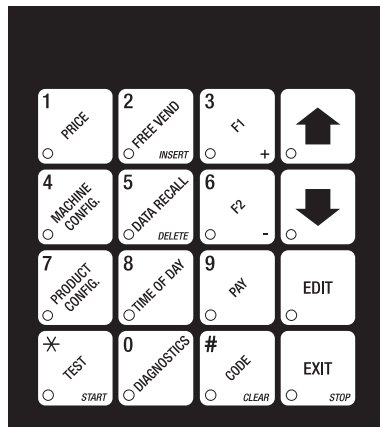 1
PRICE
2
FREE VEND
INSERT
3
F1
+
4
MACHINE
CONFIG.
5
DATA RECALL
DELETE
6
F2
-
7
PRODUCT
CONFIG.
8
TIME OF DAY
9
PAY
EDIT
*
TEST
START
0
DIAGNOSTICS
#
CODE
CLEAR
EXIT
STOP